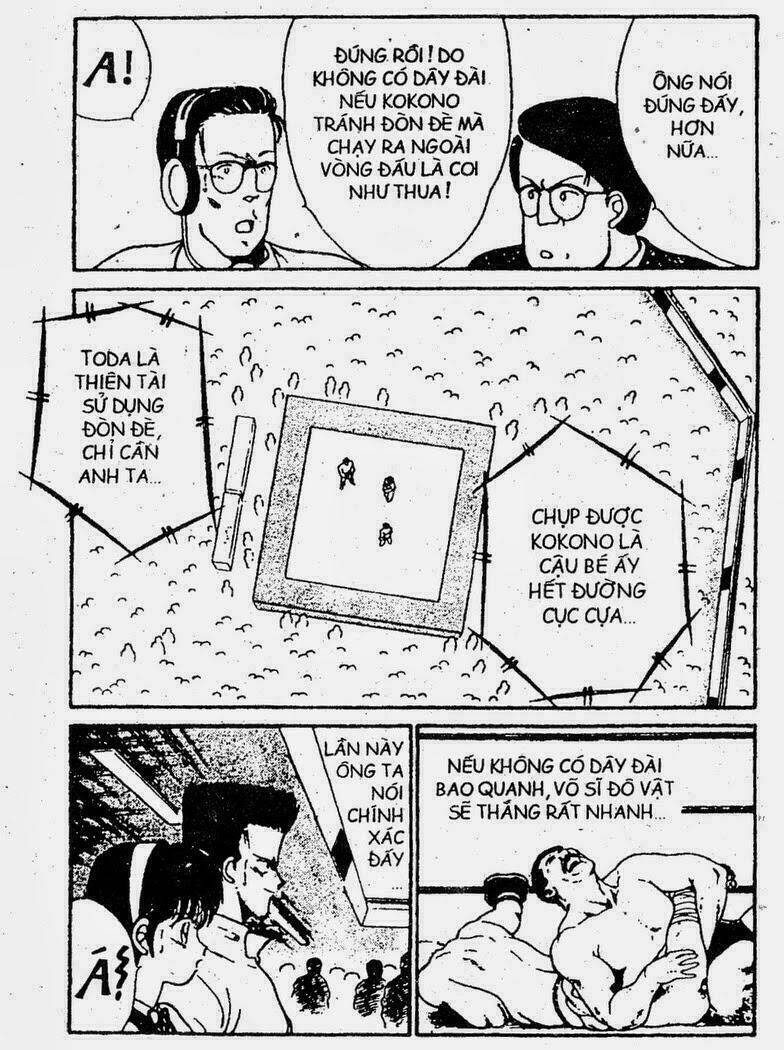 A!
ĐÚNG RỒI! DO
KHÔNG CÓ DÂY ĐÀI
NẾU KOKONO
TRÁNH ĐÒN ĐÈ MÀ
CHẠY RA NGOÀI
VÒNG ĐẤU LÀ COI
NHƯ THUA!
ÔNG NÓI
ĐÚNG ĐẤY,
HƠN
NỮA...
TODA LÀ
THIÊN TÀI
SỬ DỤNG
ĐÒN ĐÈ,
CHỈ CẦN
ANH TA...
CHỤP ĐƯỢC
KOKONO LÀ
CẬU BÉ ẤY
HẾT ĐƯỜNG
CỤC CỰA...
LẦN NÀY
ÔNG TA
NÓI
CHÍNH
XÁC
ĐẤY
...
Á!
NẾU KHÔNG CÓ DÂY ĐÀI
BAO QUANH, VÕ SĨ ĐÔ VẬT
SẼ THẮNG RẤT NHANH...